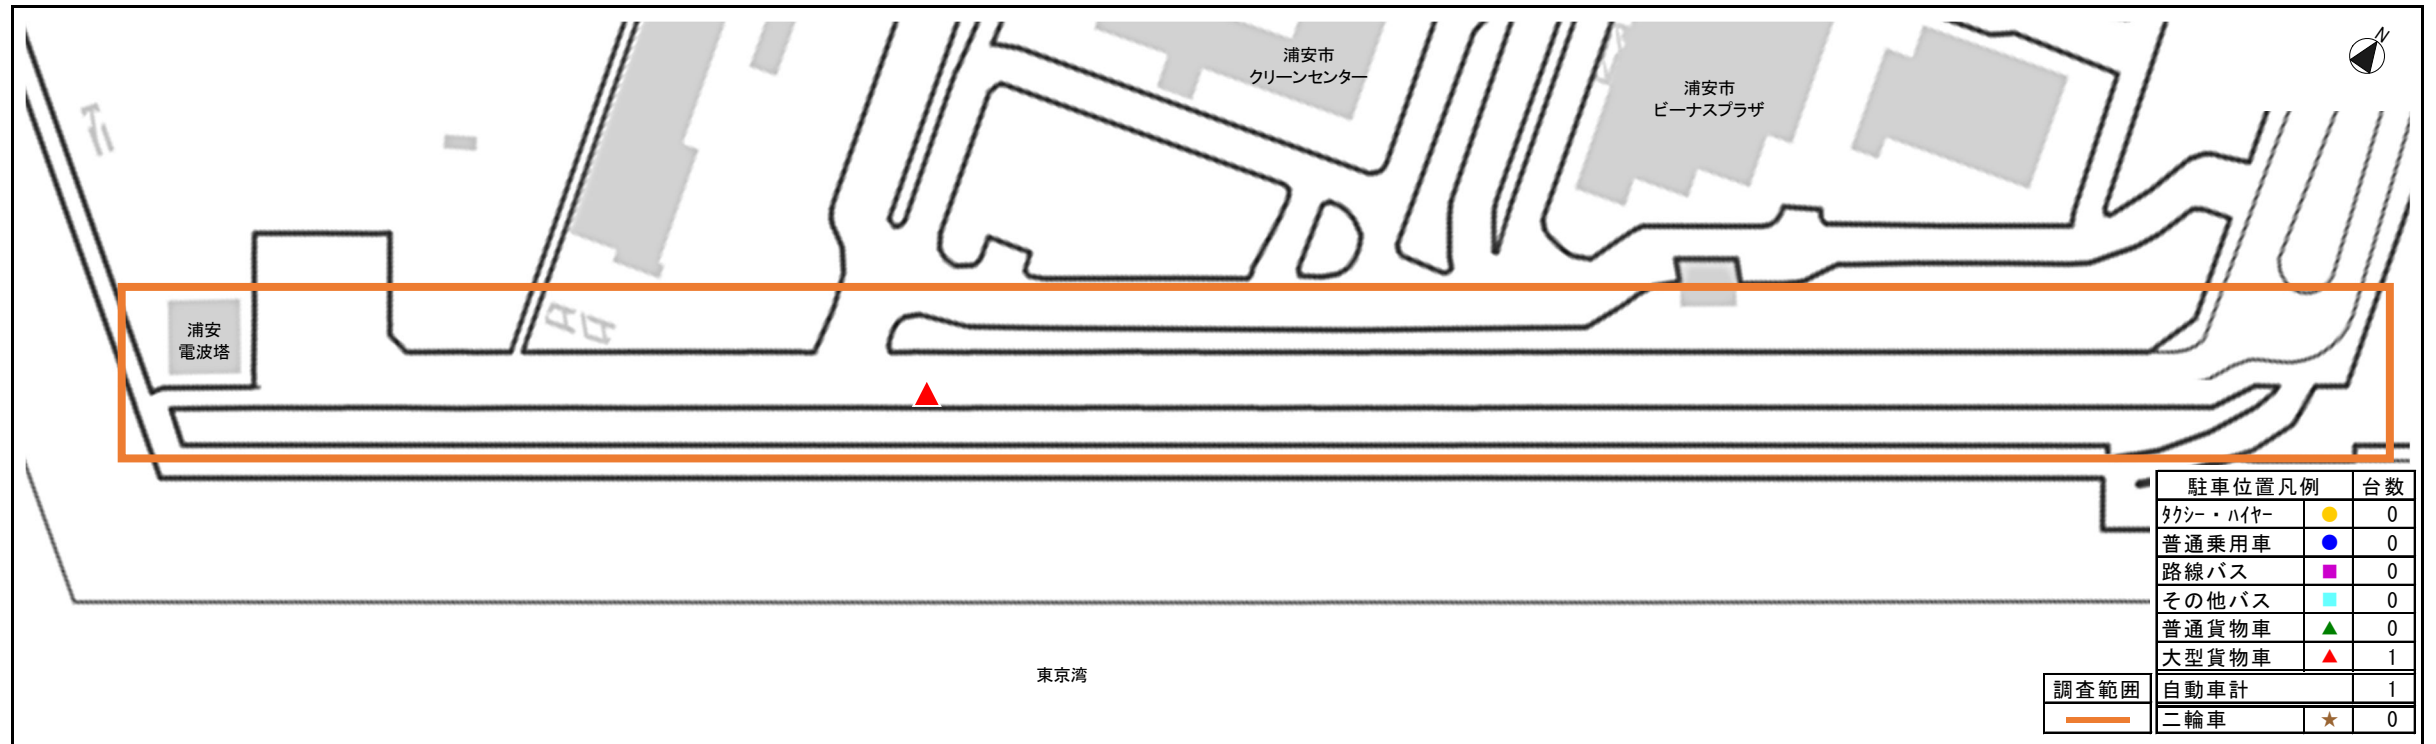 N
浦安市
クリーンセンター
浦安市
ビーナスプラザ
浦安
電波塔
東京湾
駐車位置凡例 台数
ﾀｸｼｰ・ﾊｲﾔｰ ● 0
普通乗用車 ● 0
路線バス ■ 0
その他バス ■ 0
普通貨物車 ▲ 0
大型貨物車 ▲ 1
自動車計 1
二輪車 ★ 0
調査範囲